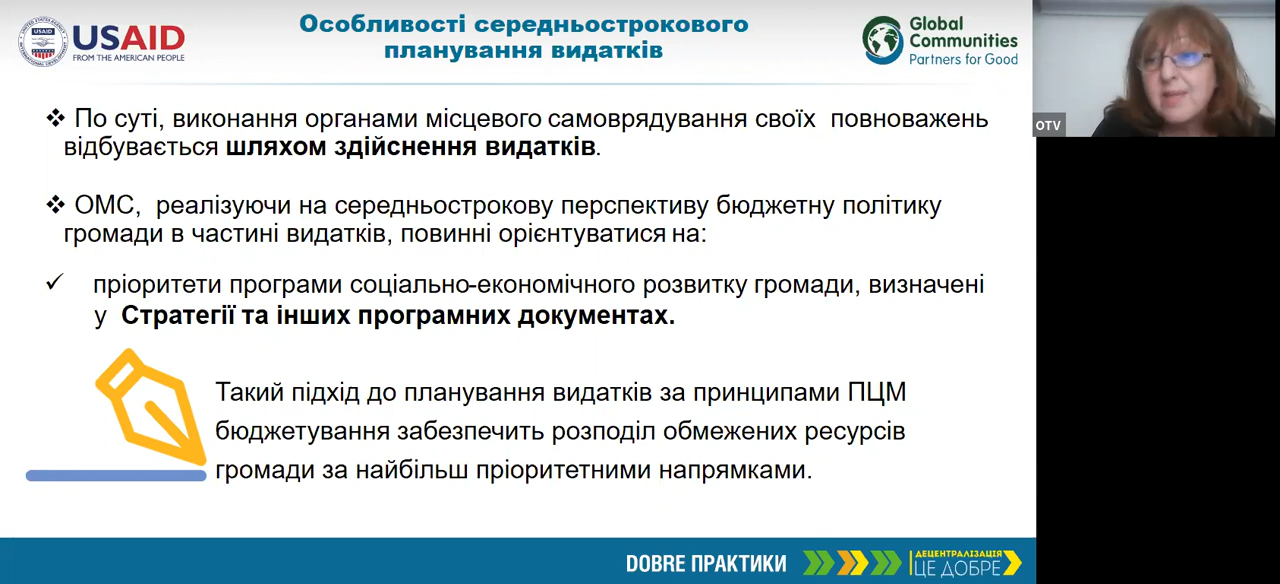 USAID
FROM THE AMERICAN PEOPLE
Особливості середньострокового
планування видатків
Global
Communities
Partners for Good
OTV
❖ По суті, виконання органами місцевого самоврядування своїх повноважень
відбувається шляхом здійснення видатків.
❖ ОМС, реалізуючи на середньострокову перспективу бюджетну політику
громади в частині видатків, повинні орієнтуватися на:
✓ пріоритети програми соціально-економічного розвитку громади, визначені
у Стратегії та інших програмних документах.
Такий підхід до планування видатків за принципами ПЦМ
бюджетування забезпечить розподіл обмежених ресурсів
громади за найбільш пріоритетними напрямками.
DOBRE ПРАКТИКИ
ДЕЦЕНТРАЛІЗАЦІЯ
ЦЕ ДОБРЕ